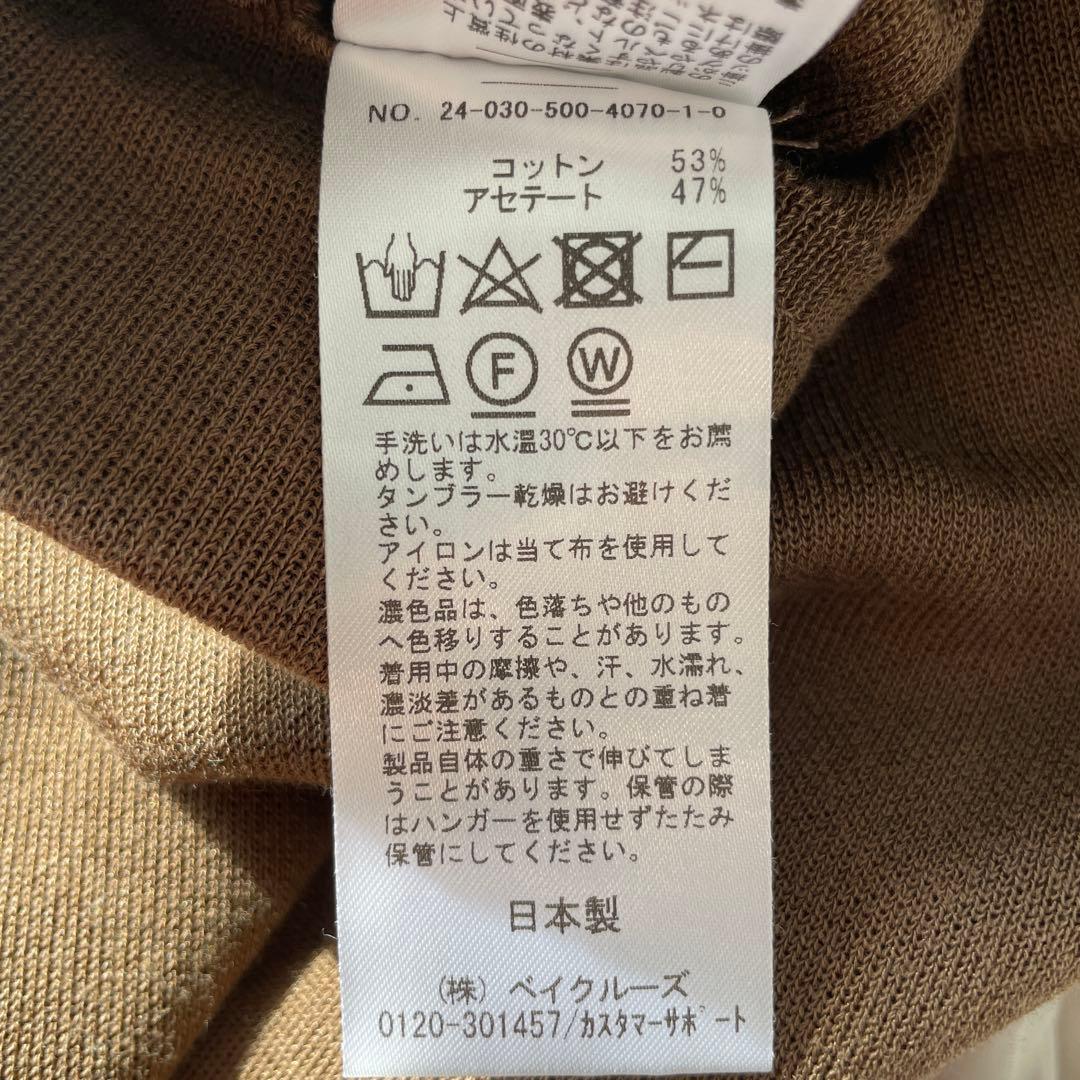 NO. 24-030-500-4070-1-0
コットン 53%
アセテート 47%
F W
手洗いは水温30℃以下をお薦
めします。
タンブラー乾燥はお避けくだ
さい。
アイロンは当て布を使用して
ください。
濃色品は、色落ちや他のもの
へ色移りすることがあります。
着用中の摩擦や、汗、水濡れ、
濃淡差があるものとの重ね着
にご注意ください。
製品自体の重さで伸びてしま
うことがあります。保管の際
はハンガーを使用せずたたみ
保管にしてください。
日本製
(株) ベイクルーズ
0120-301457/カスタマーサポート